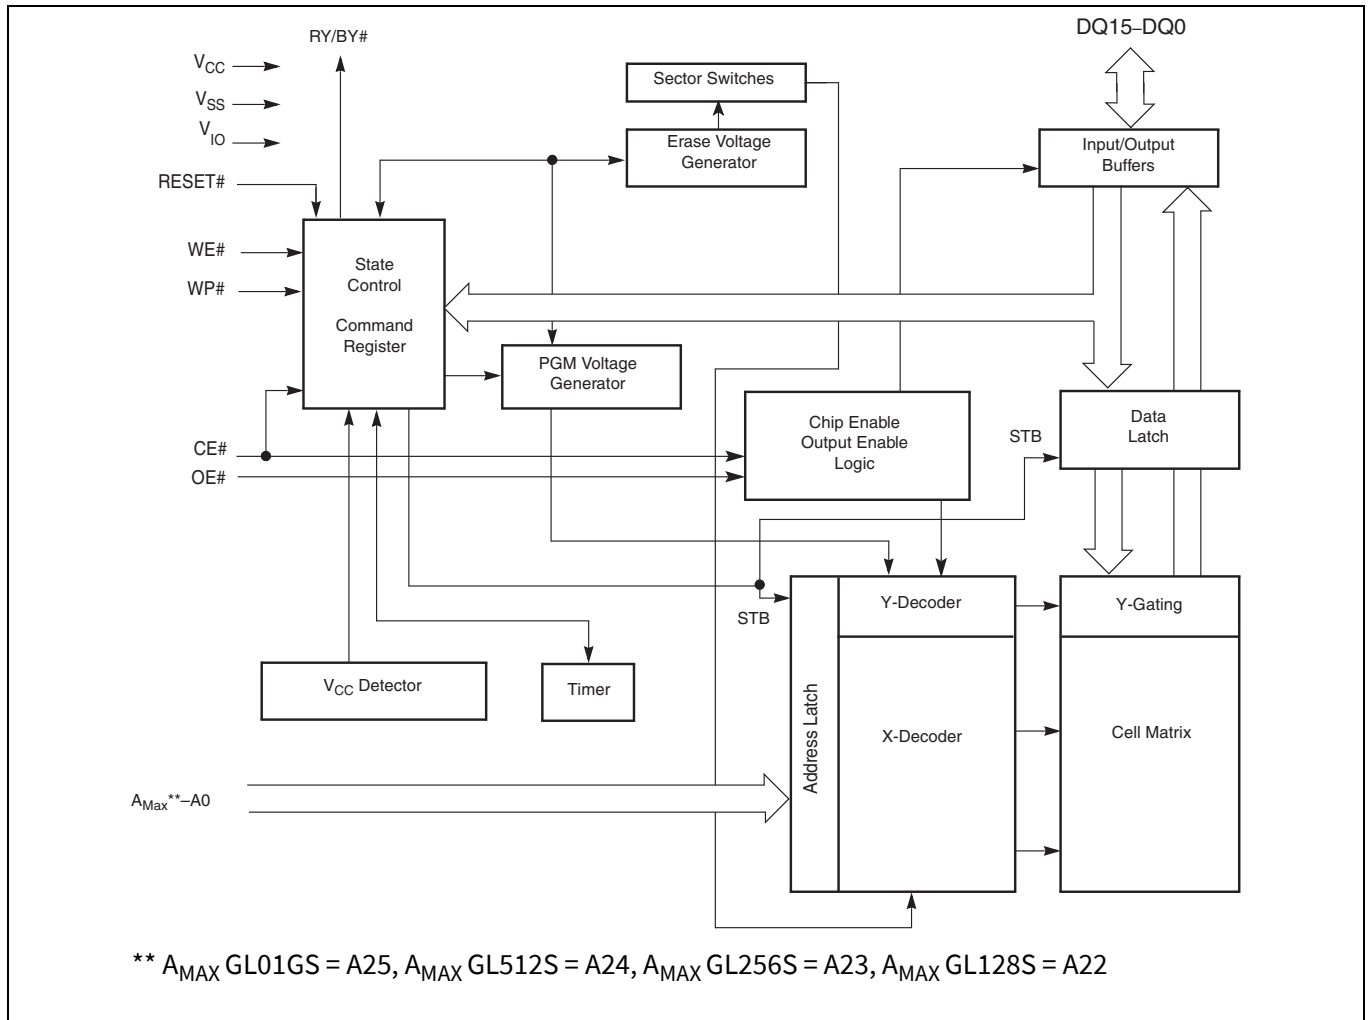 RY/BY#
DQ15–DQ0
VCC
VSS
VIO
RESET#
WE#
WP#
CE#
OE#
Sector Switches
Erase Voltage
Generator
Input/Output
Buffers
State
Control
Command
Register
PGM Voltage
Generator
Chip Enable
Output Enable
Logic
STB
Data
Latch
STB
Y-Decoder
Y-Gating
VCC Detector
Timer
Address Latch
X-Decoder
Cell Matrix
AMax**–A0
** AMAX GL01GS = A25, AMAX GL512S = A24, AMAX GL256S = A23, AMAX GL128S = A22